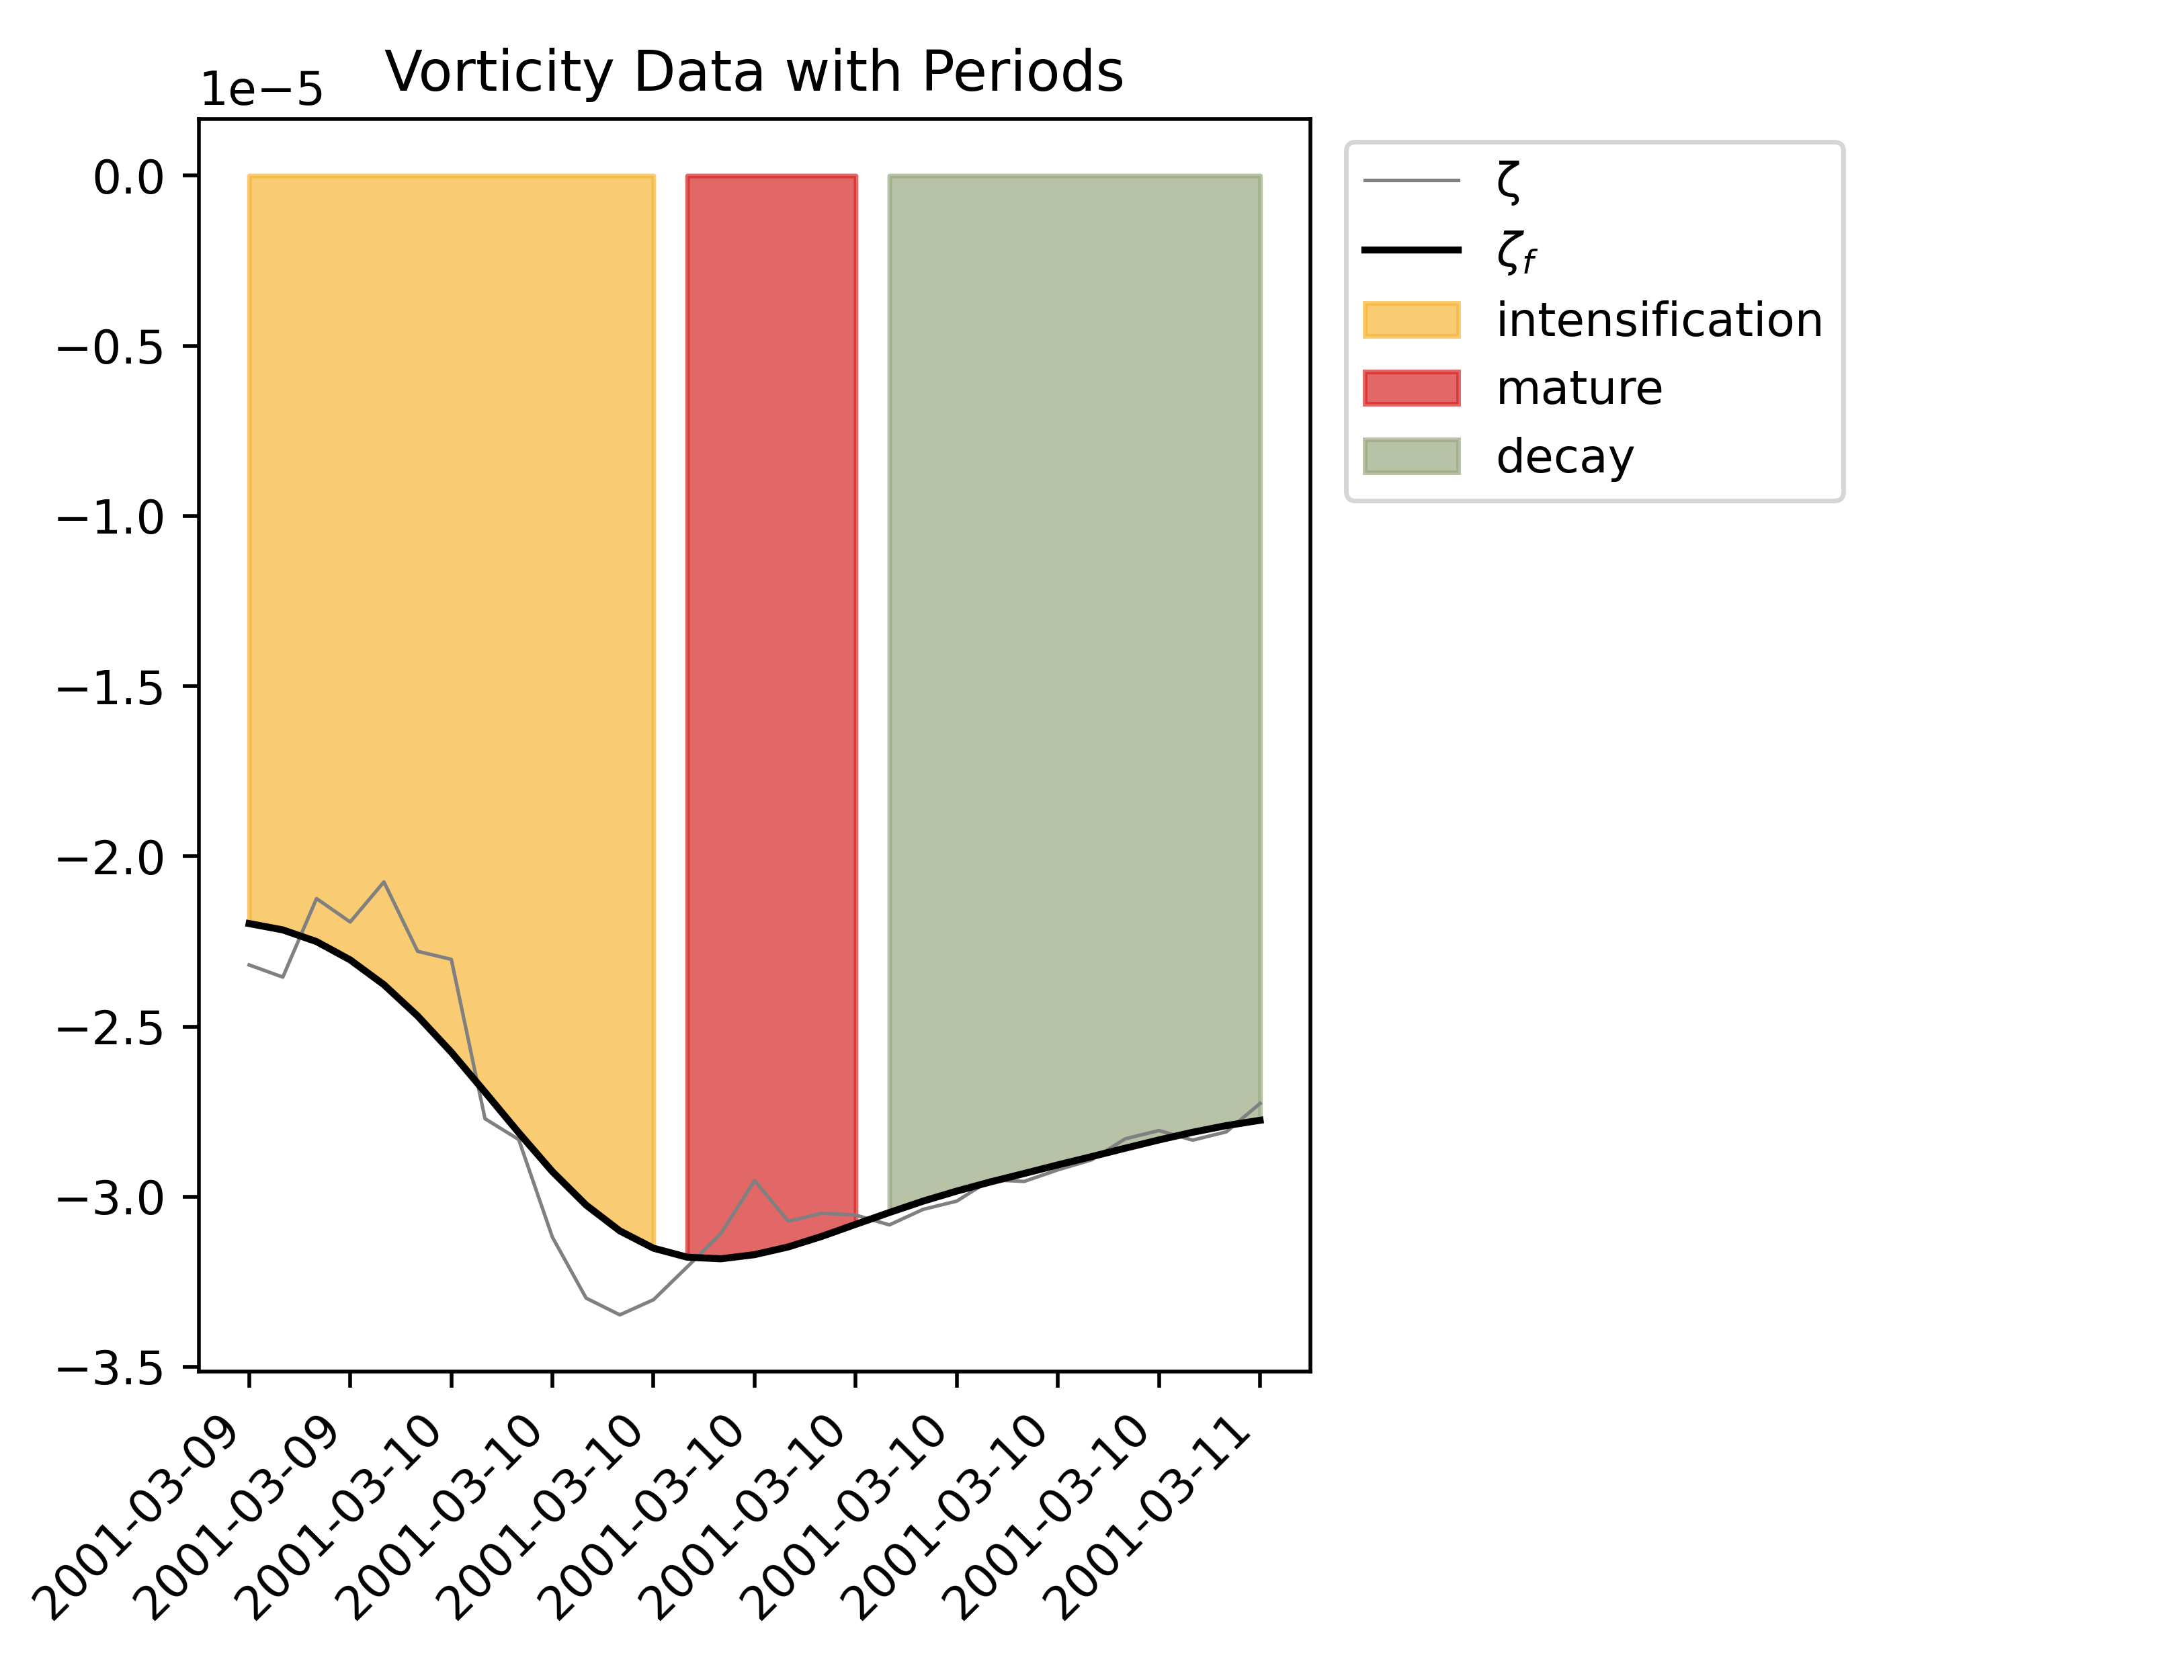 Vorticity Data with Periods
1e−5
0.0
−0.5
−1.0
−1.5
−2.0
−2.5
−3.0
−3.5
2001-03-09
2001-03-09
2001-03-10
2001-03-10
2001-03-10
2001-03-10
2001-03-10
2001-03-10
2001-03-10
2001-03-10
2001-03-11
ζ
ζf
intensification
mature
decay